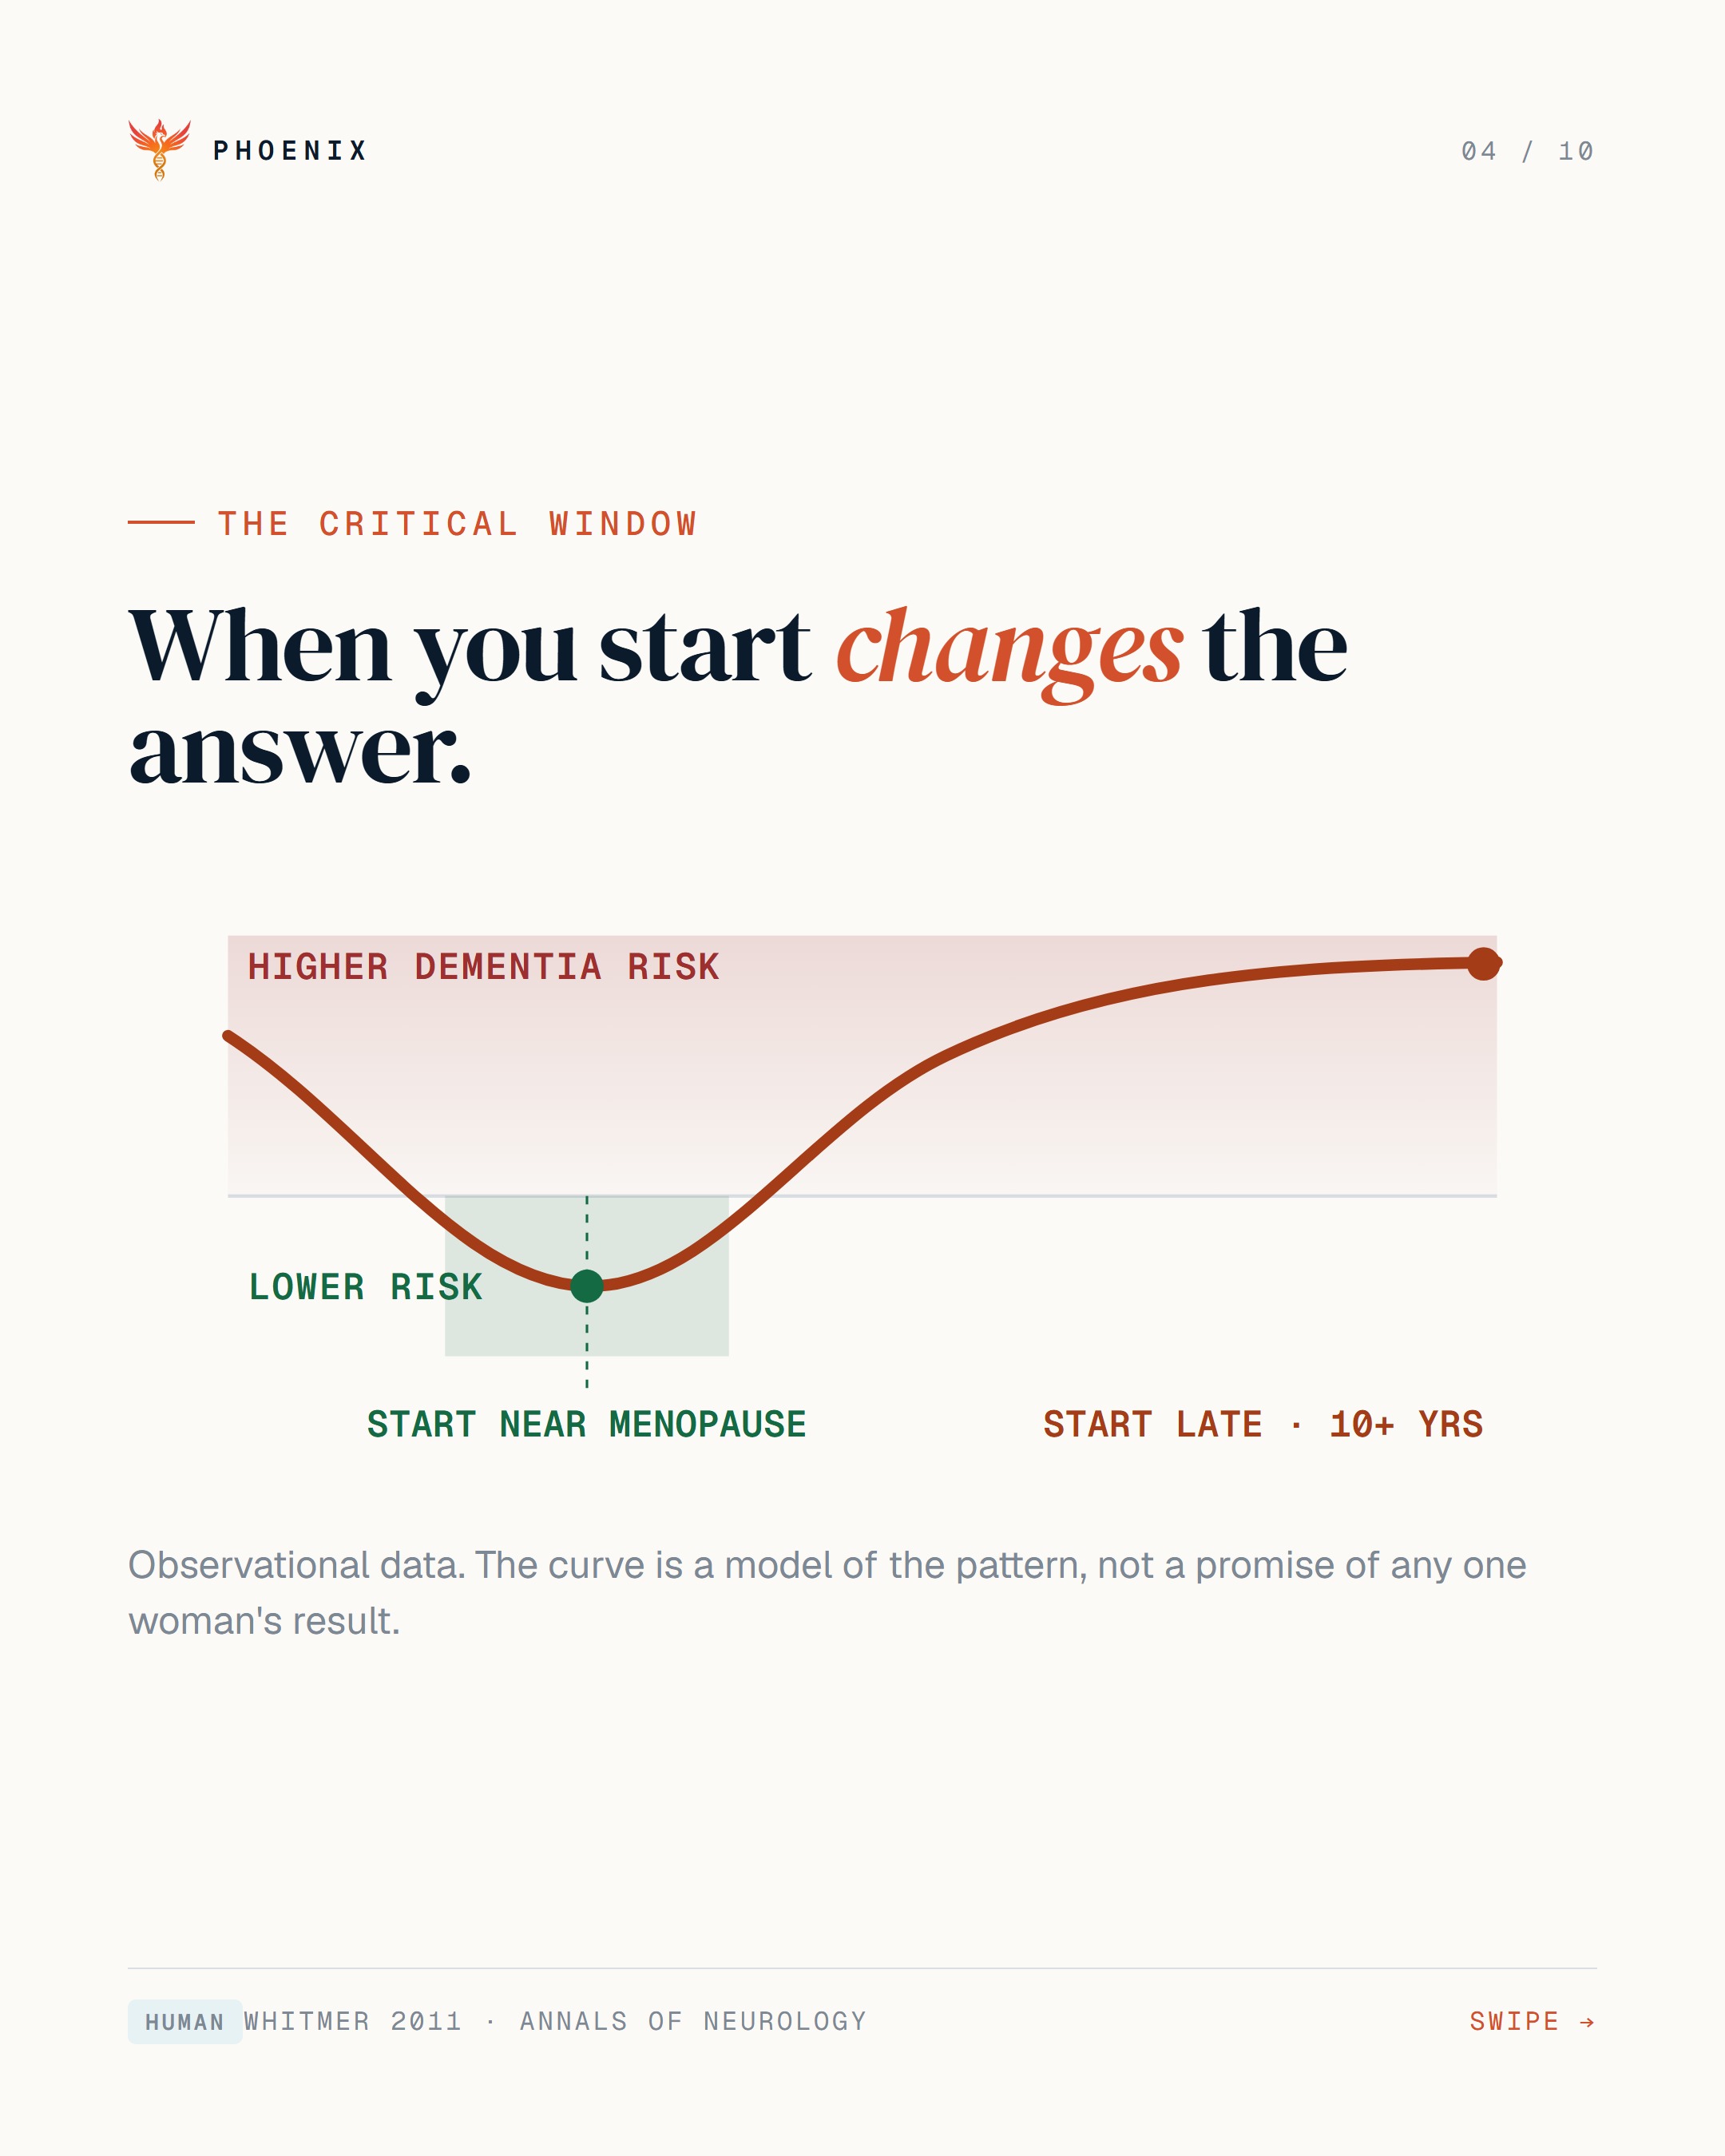 PHOENIX
04 / 10
THE CRITICAL WINDOW
When you start changes the
answer.
HIGHER DEMENTIA RISK
LOWER RISK
START NEAR MENOPAUSE
START LATE · 10+ YRS
Observational data. The curve is a model of the pattern, not a promise of any one
woman's result.
HUMAN WHITMER 2011 · ANNALS OF NEUROLOGY
SWIPE →